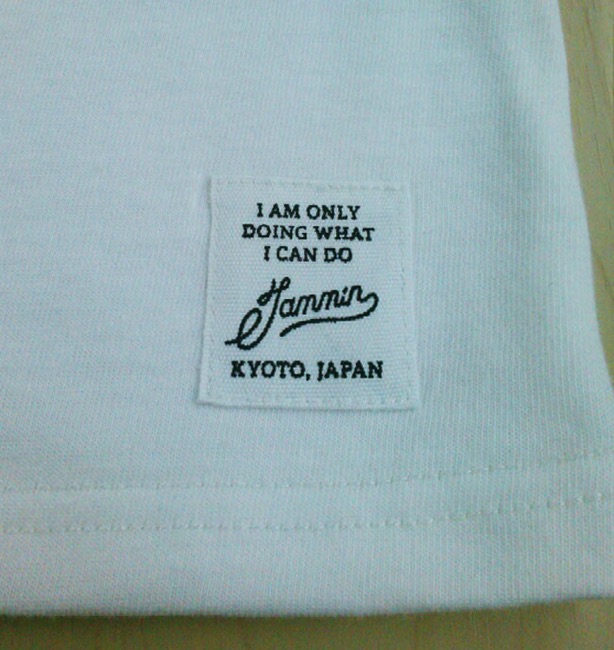 I AM ONLY
DOING WHAT
I CAN DO
Jammin
KYOTO, JAPAN